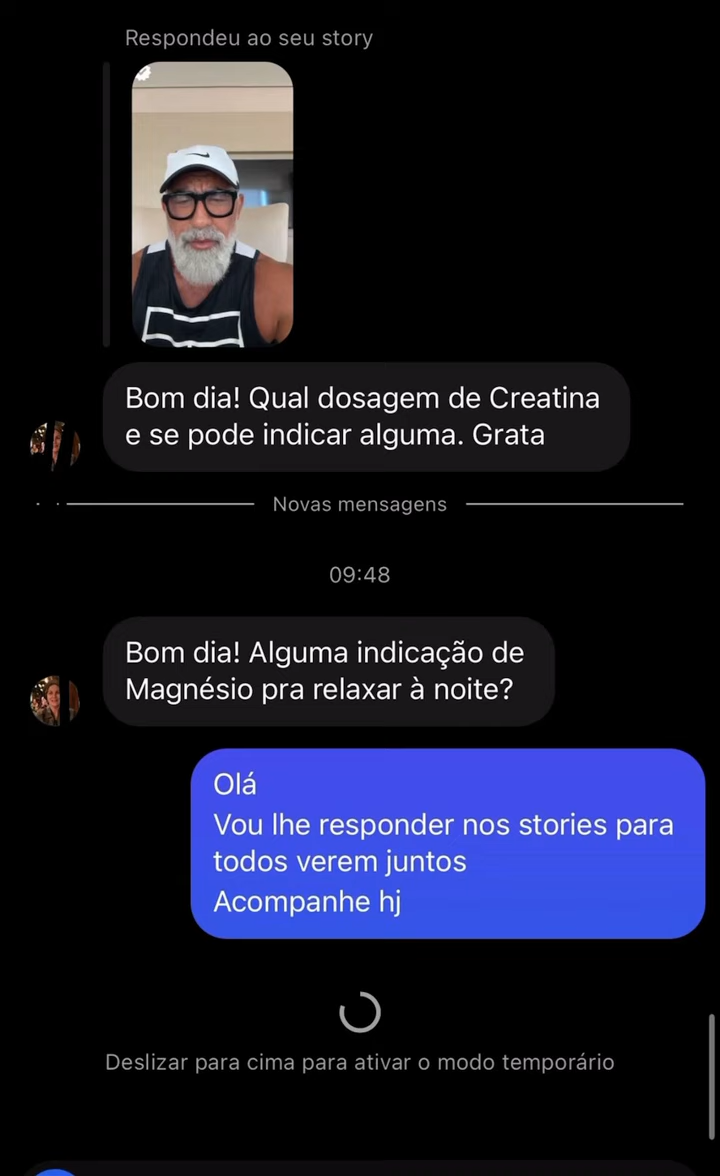 Respondeu ao seu story
Bom dia! Qual dosagem de Creatina
e se pode indicar alguma. Grata
Novas mensagens
09:48
Bom dia! Alguma indicação de
Magnésio pra relaxar à noite?
Olá
Vou lhe responder nos stories para
todos verem juntos
Acompanhe hj
Deslizar para cima para ativar o modo temporário